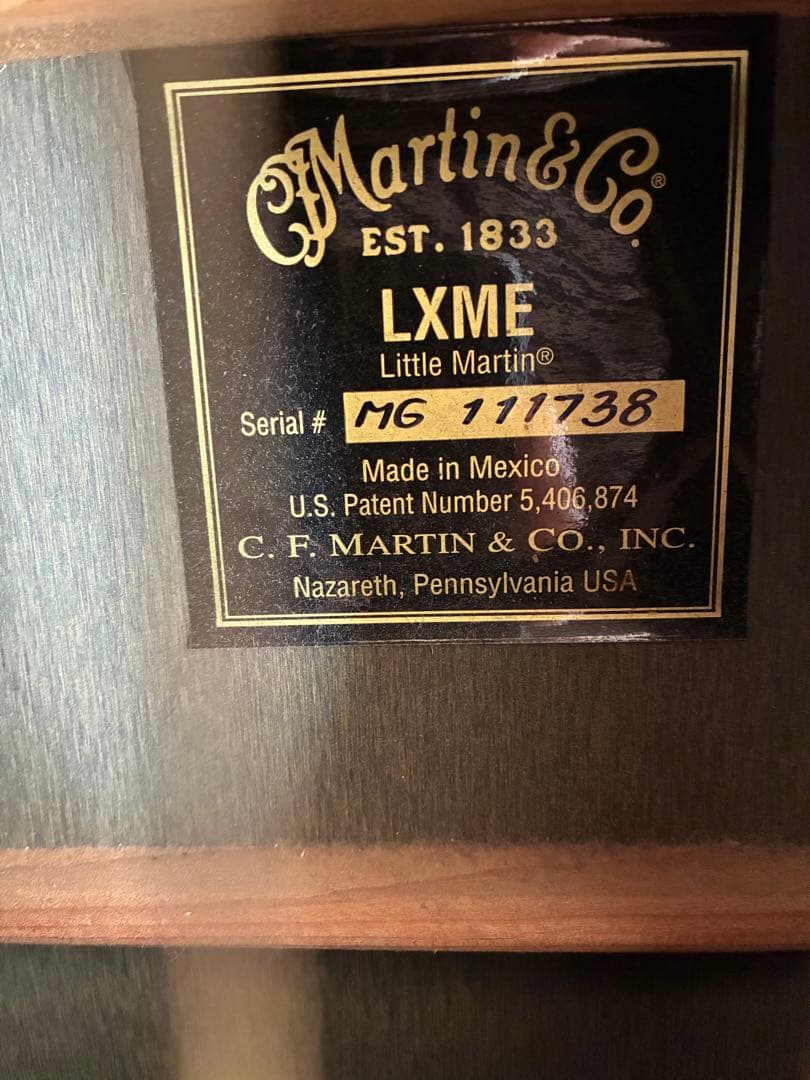 CFMartin & Co.®
EST. 1833
LXME
Little Martin®
Serial # MG 111738
Made in Mexico
U.S. Patent Number 5,406,874
C. F. MARTIN & CO., INC.
Nazareth, Pennsylvania USA